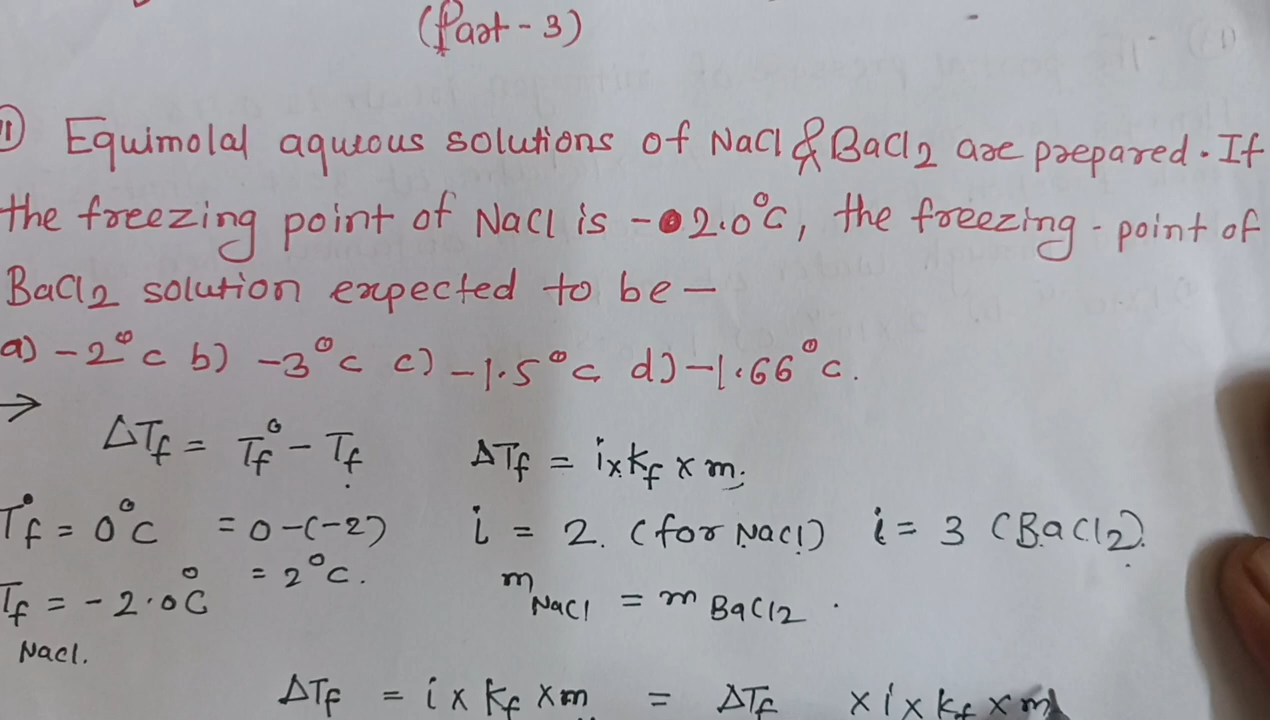 (Part - 3)
① Equimolal aqueous solutions of NaCl & BaCl2 are prepared. If
the freezing point of NaCl is -2.0°C, the freezing - point of
BaCl2 solution expected to be —
a) -2°C b) -3°C c) -1.5°C d) -1.66°C.
→
ΔTf = Tf° - Tf ΔTf = i x kf x m.
Tf° = 0°C = 0-(-2) i = 2. (for NaCl) i = 3 (BaCl2).
= 2°C.
Tf = -2.0°C mNaCl = mBaCl2.
NaCl.
ΔTf = i x kf x m = ΔTf x i x kf x m